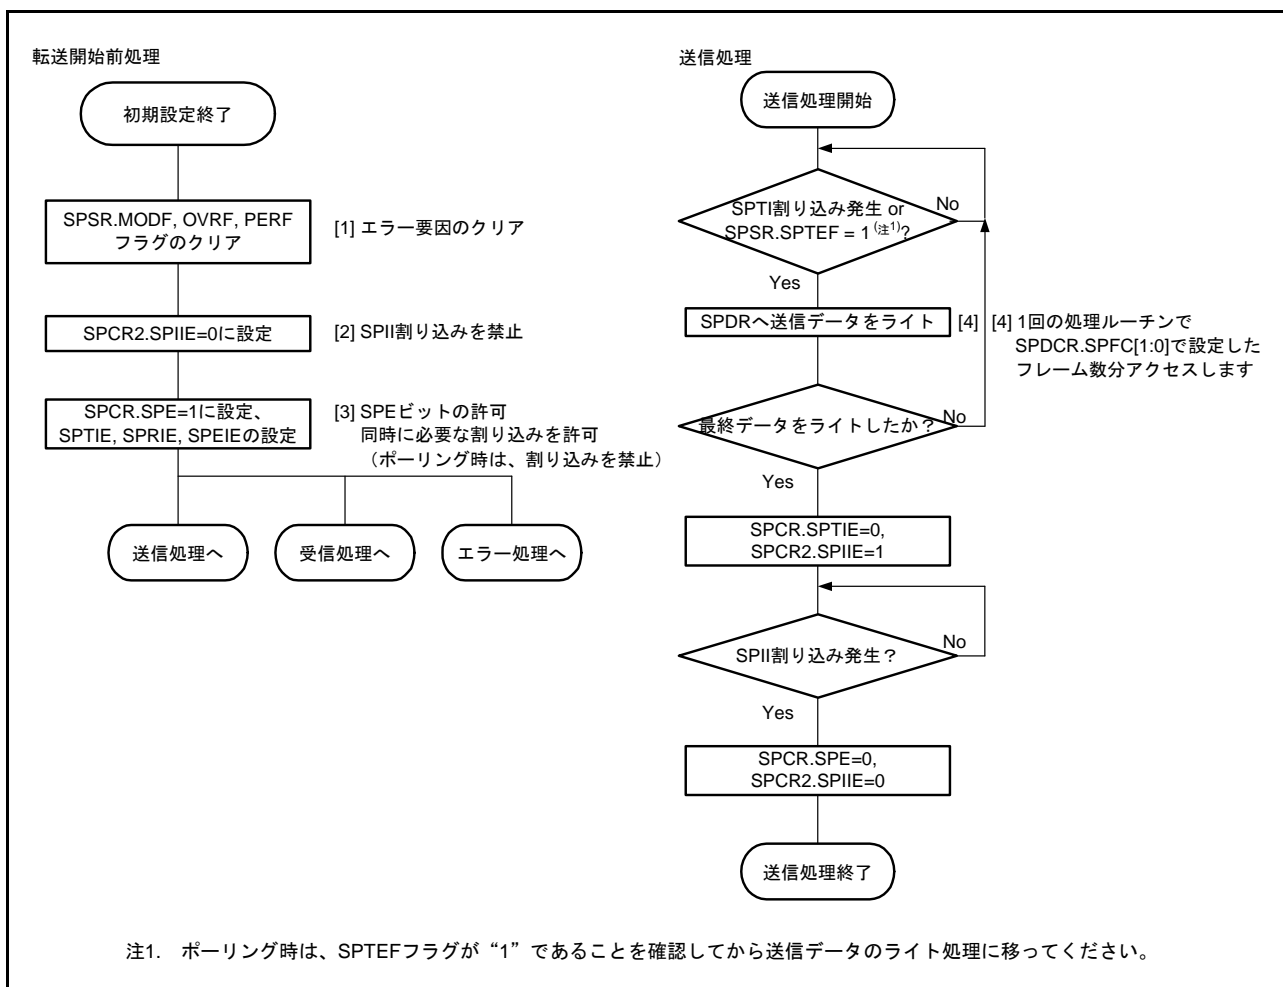 転送開始前処理
初期設定終了
SPSR.MODF, OVRF, PERF
フラグのクリア
[1] エラー要因のクリア
SPCR2.SPIIE=0に設定
[2] SPII割り込みを禁止
SPCR.SPE=1に設定、
SPTIE, SPRIE, SPEIEの設定
[3] SPEビットの許可
同時に必要な割り込みを許可
（ポーリング時は、割り込みを禁止）
送信処理へ
受信処理へ
エラー処理へ
送信処理
送信処理開始
SPTI割り込み発生 or
SPSR.SPTEF = 1(注1)?
No
Yes
SPDRへ送信データをライト
[4]
[4] 1回の処理ルーチンで
SPDCR.SPFC[1:0]で設定した
フレーム数分アクセスします
最終データをライトしたか？
No
Yes
SPCR.SPTIE=0,
SPCR2.SPIIE=1
SPII割り込み発生？
No
Yes
SPCR.SPE=0,
SPCR2.SPIIE=0
送信処理終了
注1. ポーリング時は、SPTEFフラグが“1”であることを確認してから送信データのライト処理に移ってください。